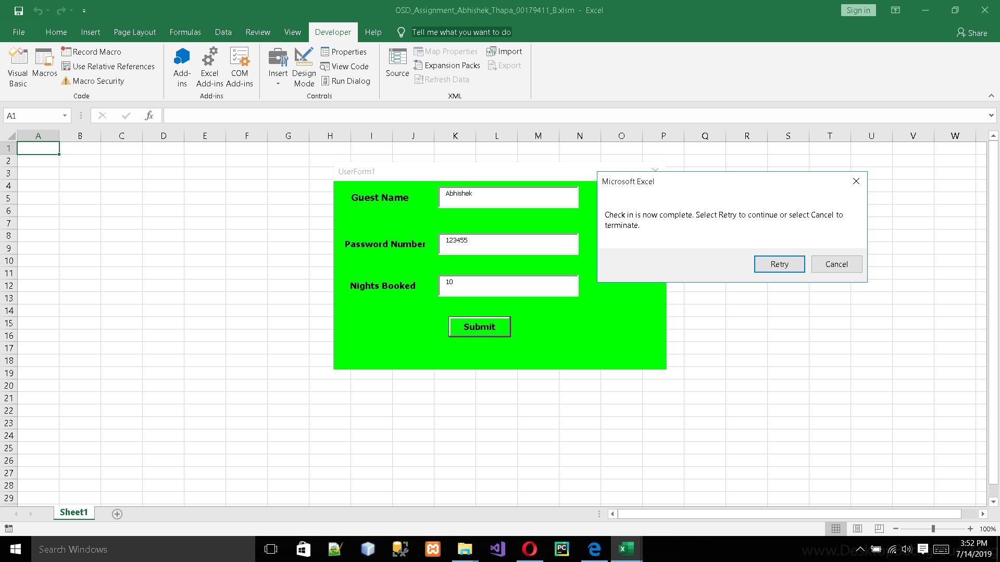 OSD_Assignment_Abhishek_Thapa_00179411_B.xlsm - Excel
Sign in
File Home Insert Page Layout Formulas Data Review View Developer Help Tell me what you want to do
Share
Visual Basic
Macros
Record Macro
Use Relative References
Macro Security
Code
Add-ins
Excel Add-ins
COM Add-ins
Add-ins
Insert
Design Mode
Properties
View Code
Run Dialog
Controls
Source
Map Properties
Expansion Packs
Refresh Data
Import
Export
XML
A1
fx
A B C D E F G H I J K L M N O P Q R S T U V W
1
2
3
4
5
6
7
8
9
10
11
12
13
14
15
16
17
18
19
20
21
22
23
24
25
26
27
28
29
UserForm1
Guest Name
Abhishek
Password Number
123455
Nights Booked
10
Submit
Microsoft Excel
Check in is now complete. Select Retry to continue or select Cancel to
terminate.
Retry
Cancel
Sheet1
100%
Search Windows
PC
3:52 PM
7/14/2019
www.DesktopBackground.org